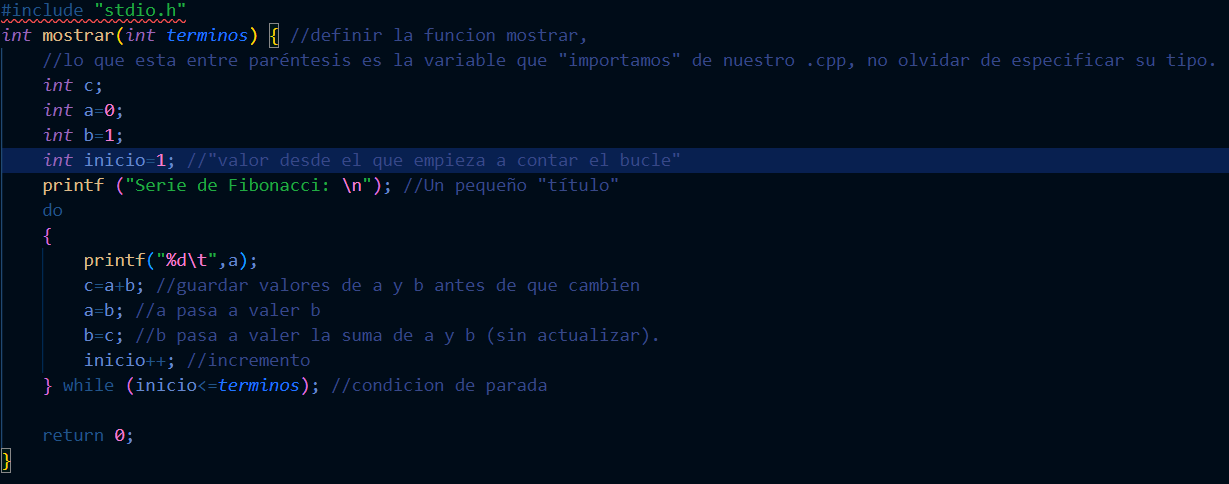 #include "stdio.h"
int mostrar(int terminos) { //definir la funcion mostrar,
//lo que esta entre paréntesis es la variable que "importamos" de nuestro .cpp, no olvidar de especificar su tipo.
int c;
int a=0;
int b=1;
int inicio=1; //"valor desde el que empieza a contar el bucle"
printf ("Serie de Fibonacci: \n"); //Un pequeño "título"
do
{
printf("%d\t",a);
c=a+b; //guardar valores de a y b antes de que cambien
a=b; //a pasa a valer b
b=c; //b pasa a valer la suma de a y b (sin actualizar).
inicio++; //incremento
} while (inicio<=terminos); //condicion de parada
return 0;
}